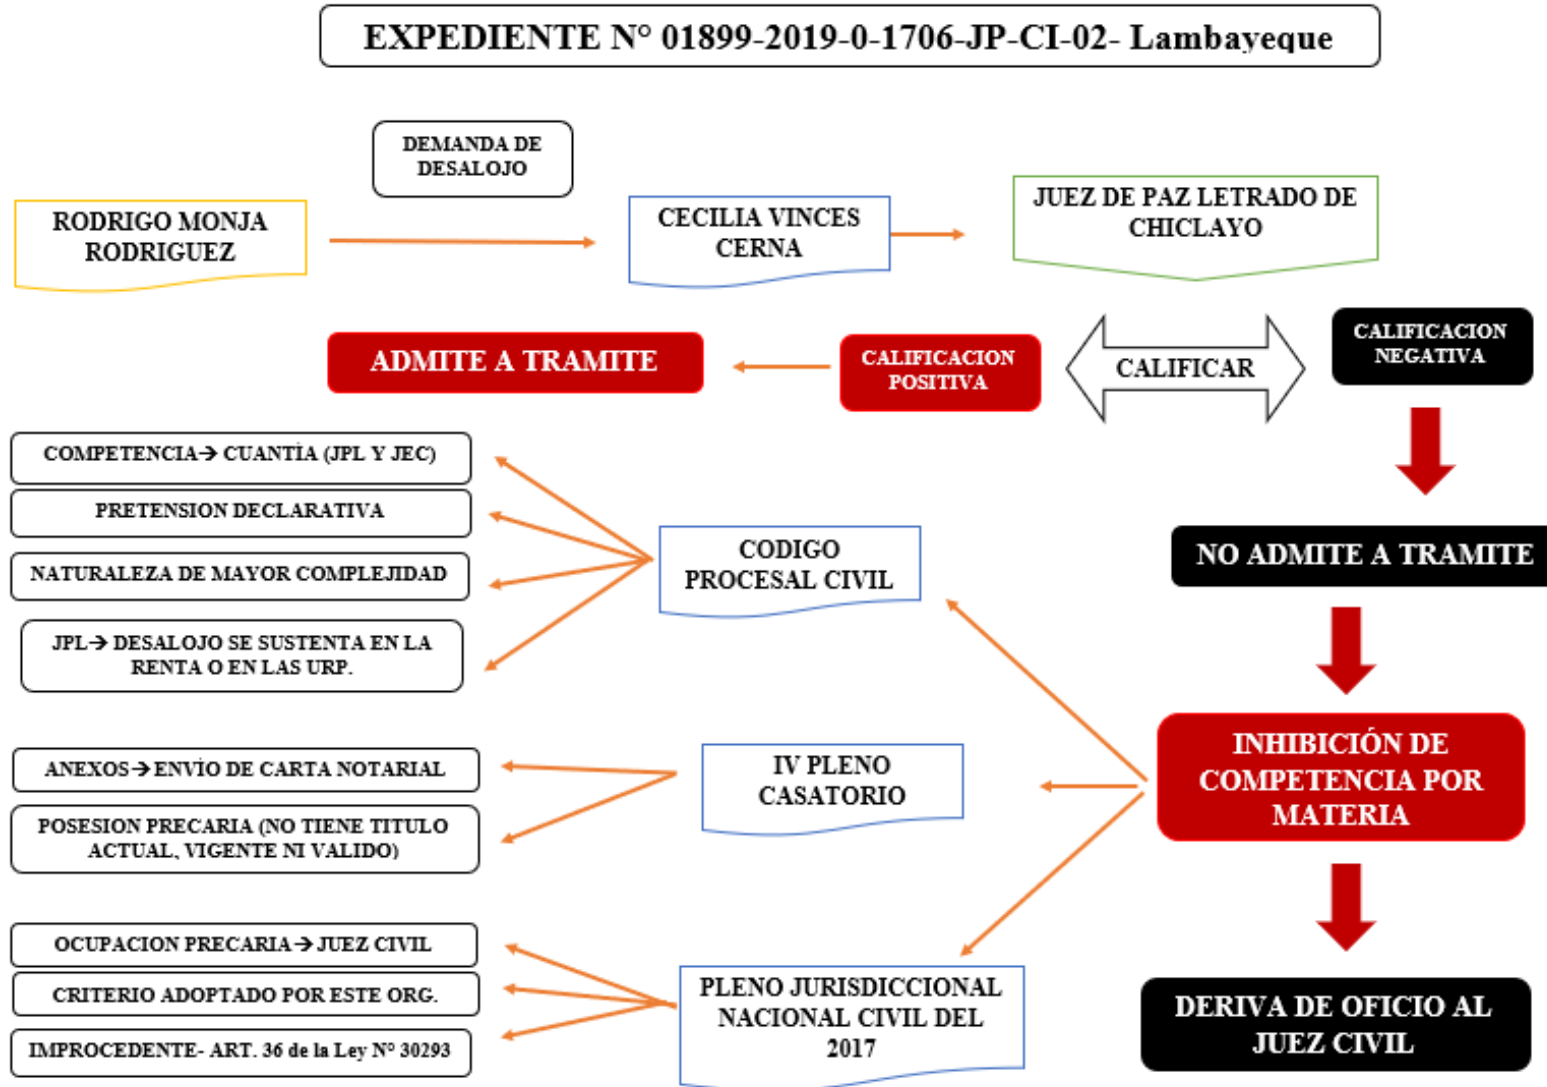 EXPEDIENTE N° 01899-2019-0-1706-JP-CI-02- Lambayeque
DEMANDA DE
DESALOJO
RODRIGO MONJA
RODRIGUEZ
CECILIA VINCES
CERNA
JUEZ DE PAZ LETRADO DE
CHICLAYO
ADMITE A TRAMITE
CALIFICACION
POSITIVA
CALIFICAR
CALIFICACION
NEGATIVA
COMPETENCIA→ CUANTÍA (JPL Y JEC)
PRETENSION DECLARATIVA
NATURALEZA DE MAYOR COMPLEJIDAD
JPL→ DESALOJO SE SUSTENTA EN LA
RENTA O EN LAS URP.
CODIGO
PROCESAL CIVIL
NO ADMITE A TRAMITE
ANEXOS→ ENVÍO DE CARTA NOTARIAL
POSESION PRECARIA (NO TIENE TITULO
ACTUAL, VIGENTE NI VALIDO)
IV PLENO
CASATORIO
INHIBICIÓN DE
COMPETENCIA POR
MATERIA
OCUPACION PRECARIA→ JUEZ CIVIL
CRITERIO ADOPTADO POR ESTE ORG.
IMPROCEDENTE- ART. 36 de la Ley N° 30293
PLENO JURISDICCIONAL
NACIONAL CIVIL DEL
2017
DERIVA DE OFICIO AL
JUEZ CIVIL